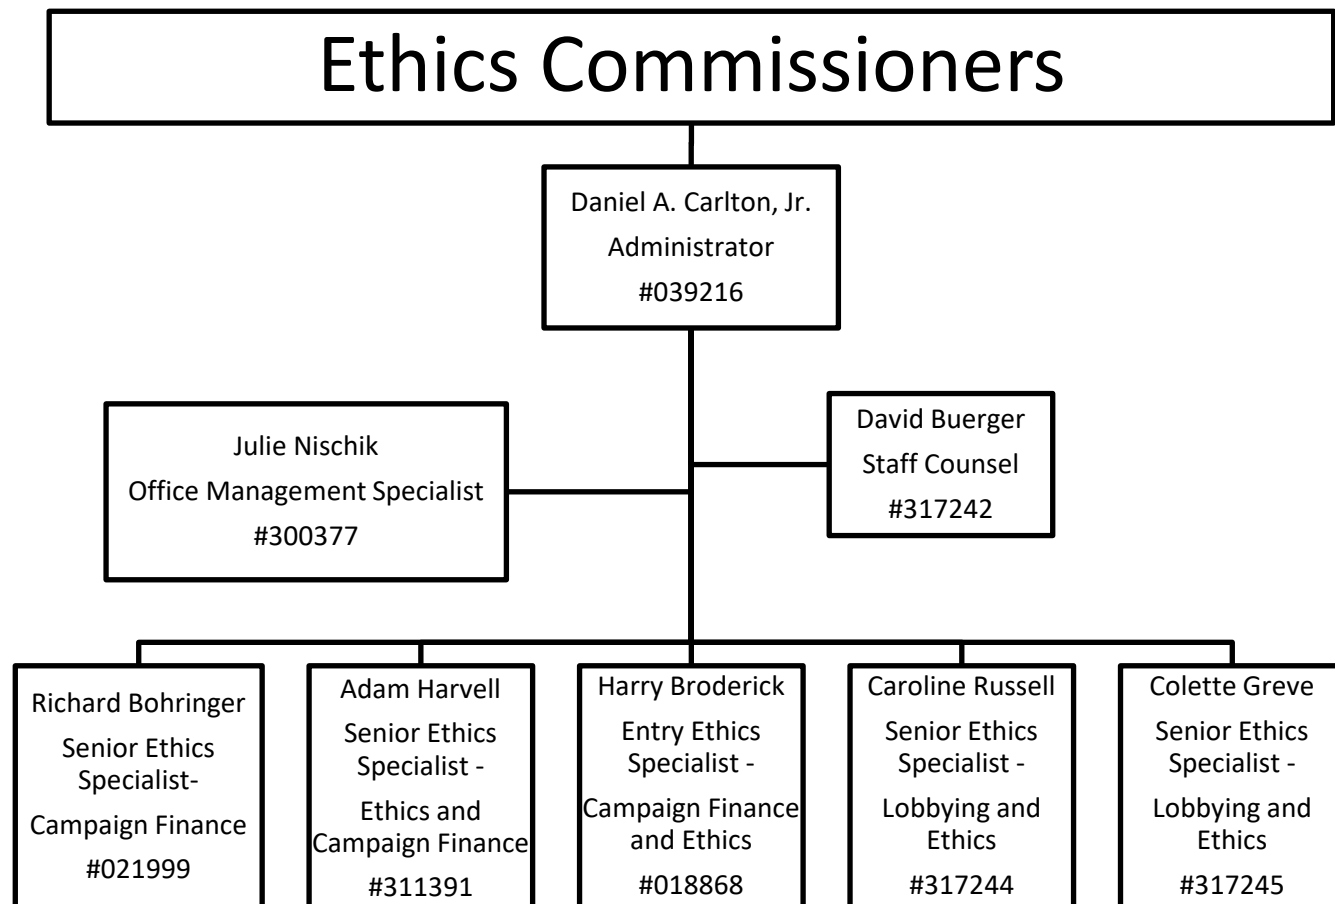 Ethics Commissioners
Daniel A. Carlton, Jr.
Administrator
#039216
Julie Nischik
Office Management Specialist
#300377
David Buerger
Staff Counsel
#317242
Richard Bohringer
Senior Ethics
Specialist-
Campaign Finance
#021999
Adam Harvell
Senior Ethics
Specialist -
Ethics and
Campaign Finance
#311391
Harry Broderick
Entry Ethics
Specialist -
Campaign Finance
and Ethics
#018868
Caroline Russell
Senior Ethics
Specialist -
Lobbying and
Ethics
#317244
Colette Greve
Senior Ethics
Specialist -
Lobbying and
Ethics
#317245